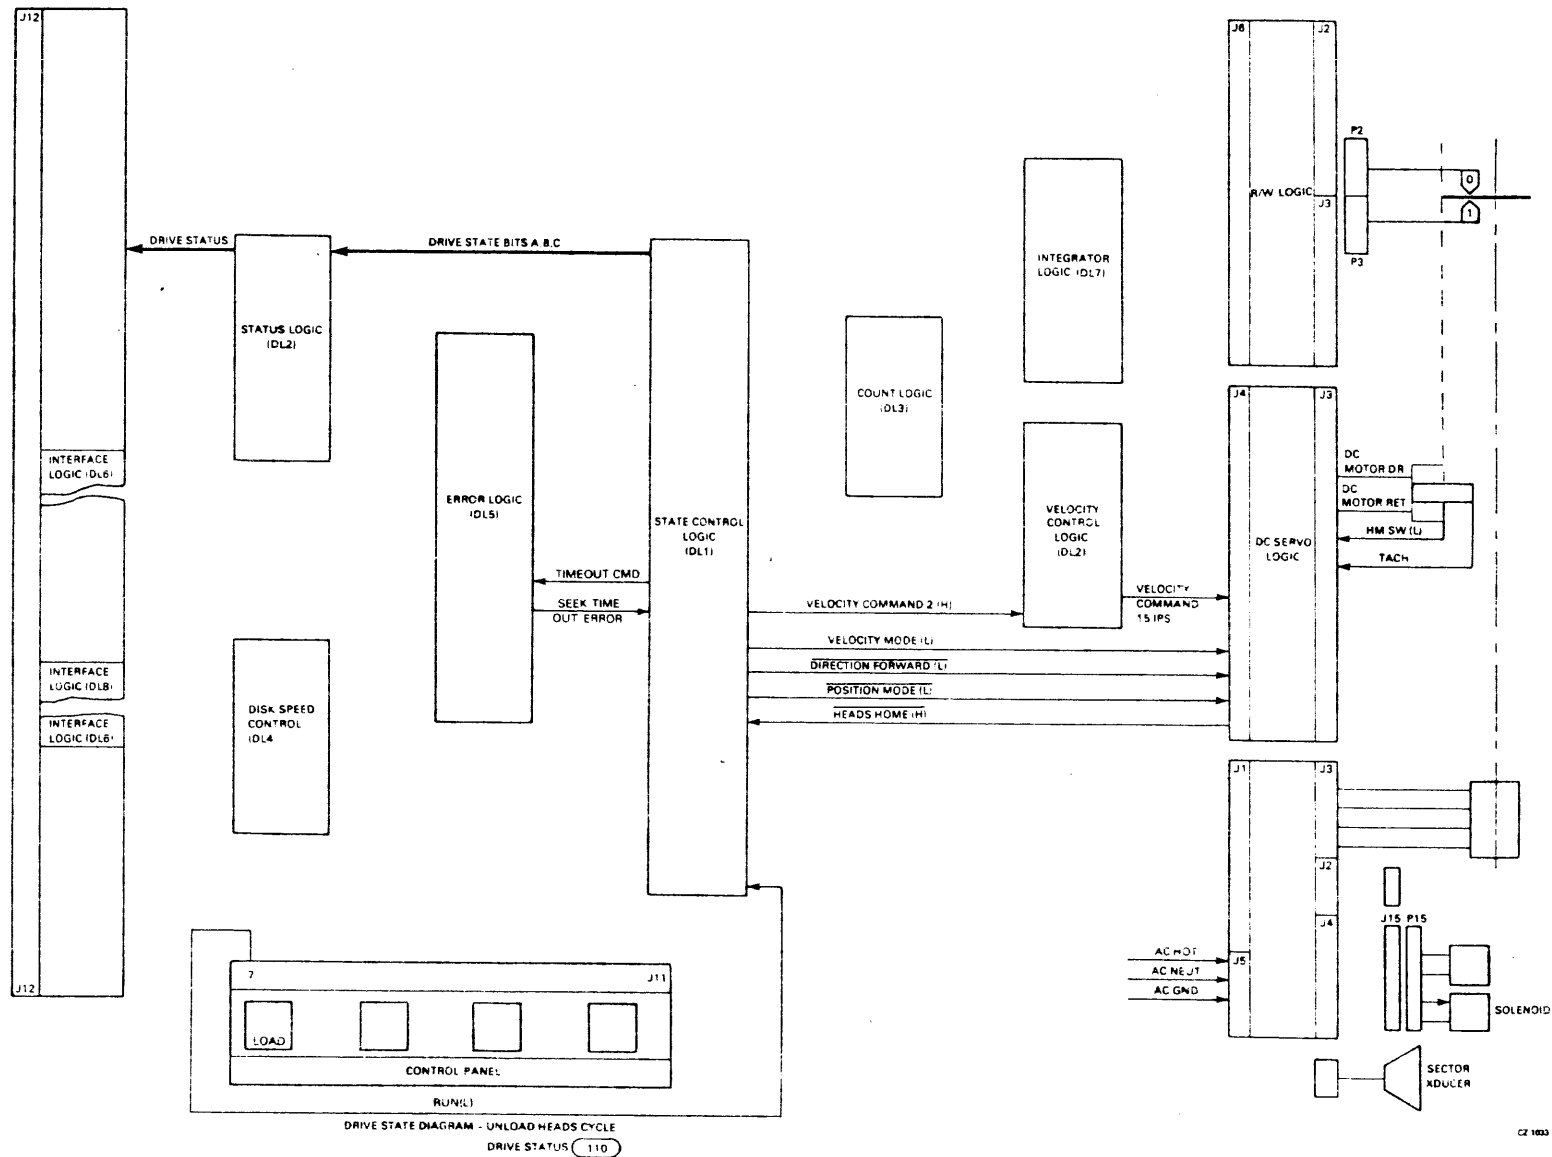 J12
J6
J2
R/W LOGIC
J3
P2
0
1
P3
DRIVE STATUS
DRIVE STATE BITS A B,C
STATUS LOGIC
(DL2)
INTEGRATOR
LOGIC (DL7)
COUNT LOGIC
(DL3)
INTERFACE
LOGIC (DL6)
ERROR LOGIC
(DL5)
STATE CONTROL
LOGIC
(DL1)
VELOCITY
CONTROL
LOGIC
(DL2)
J4
J3
DC SERVO
LOGIC
DC
MOTOR DR
DC
MOTOR RET
HM SW (L)
TACH
TIMEOUT CMD
SEEK TIME
OUT ERROR
VELOCITY COMMAND 2 (H)
VELOCITY
COMMAND
15 IPS
VELOCITY MODE (L)
DIRECTION FORWARD (L)
POSITION MODE (L)
HEADS HOME (H)
INTERFACE
LOGIC (DL8)
INTERFACE
LOGIC (DL6)
DISK SPEED
CONTROL
(DL4
J1
J3
J2
J4
J5
AC HOT
AC NEUT
AC GND
J15 P15
SOLENOID
SECTOR
XDUCER
J12
7
J11
LOAD
CONTROL PANEL
RUN(L)
DRIVE STATE DIAGRAM - UNLOAD HEADS CYCLE
DRIVE STATUS 110
CZ 1033